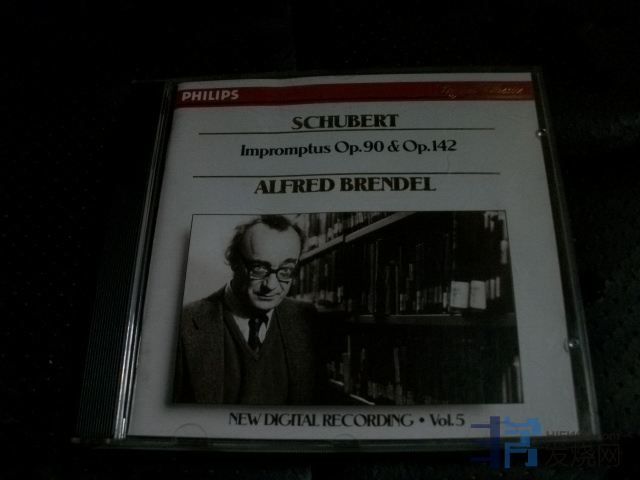 PHILIPS
SCHUBERT
Impromptus Op.90 & Op.142
ALFRED BRENDEL
NEW DIGITAL RECORDING • Vol.5
发烧网